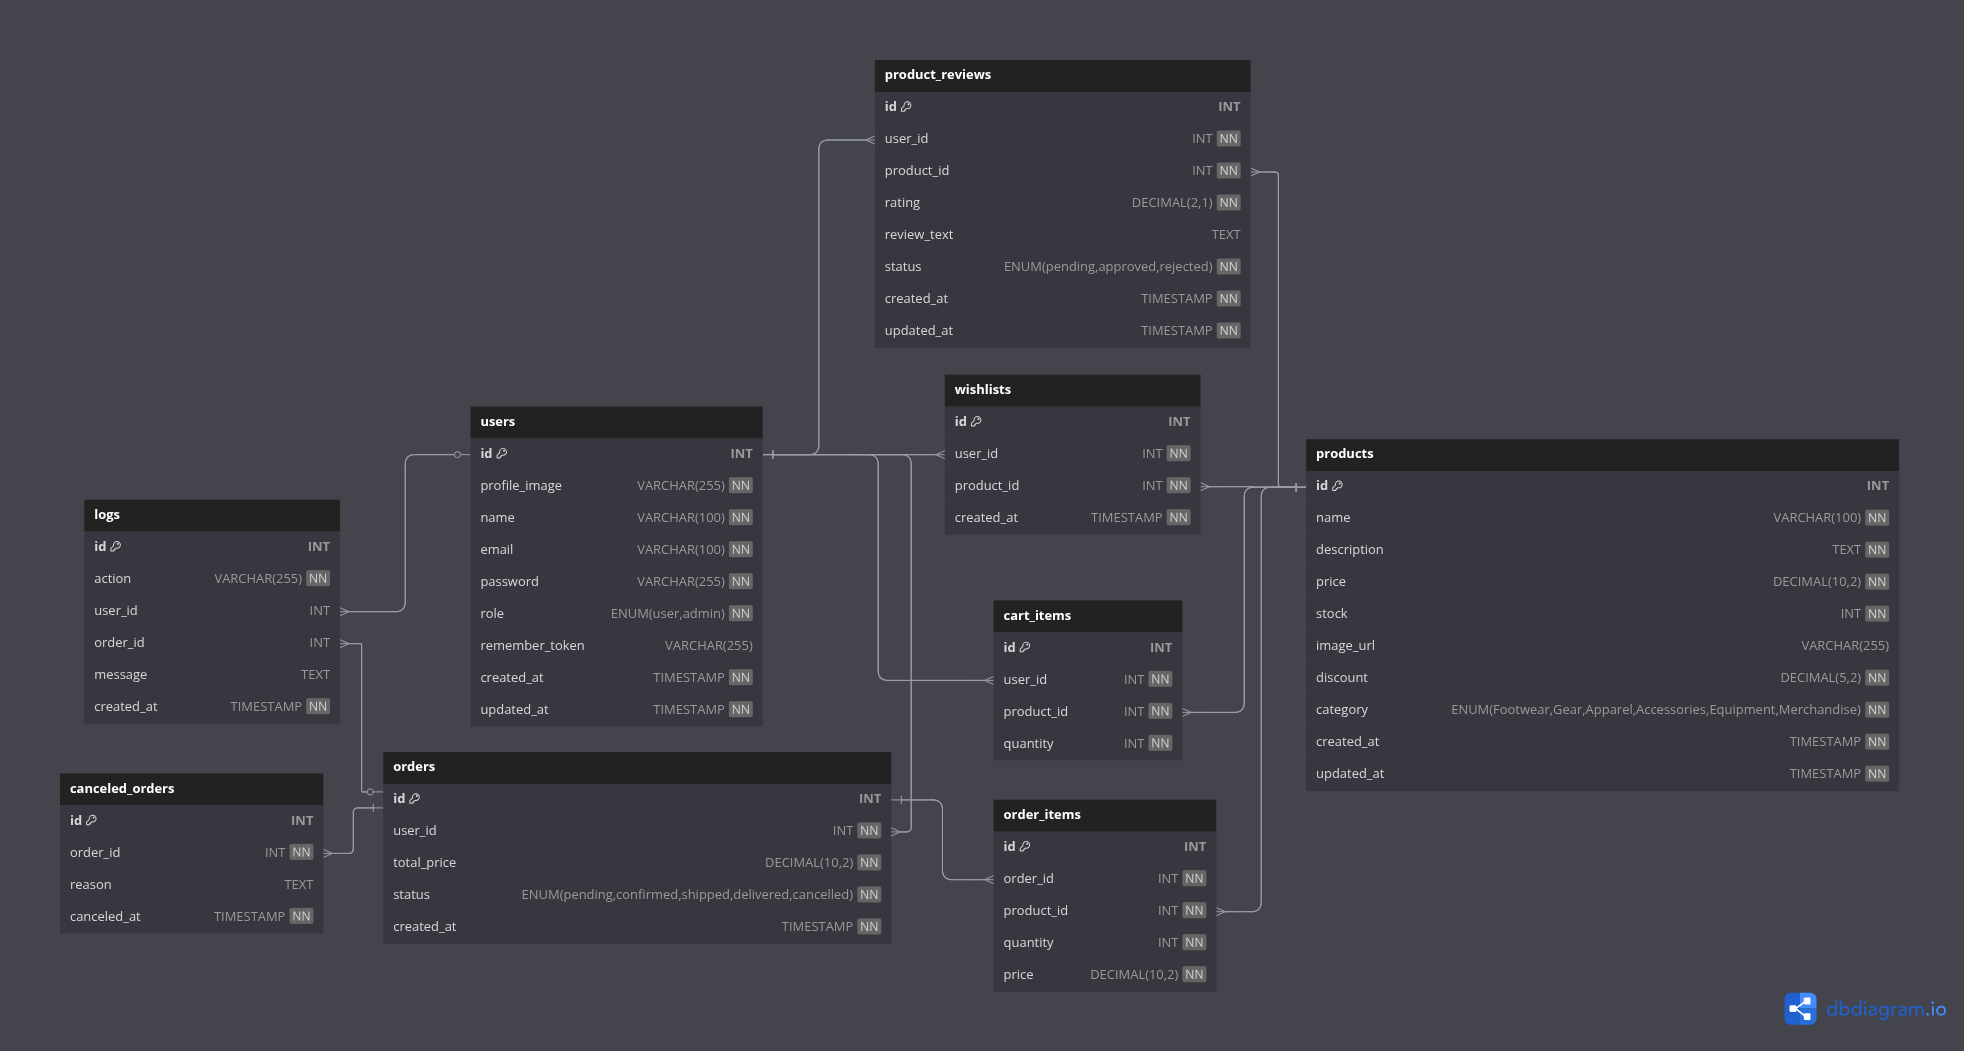 product_reviews
id INT
user_id INT NN
product_id INT NN
rating DECIMAL(2,1) NN
review_text TEXT
status ENUM(pending,approved,rejected) NN
created_at TIMESTAMP NN
updated_at TIMESTAMP NN
wishlists
id INT
user_id INT NN
product_id INT NN
created_at TIMESTAMP NN
users
id INT
profile_image VARCHAR(255) NN
name VARCHAR(100) NN
email VARCHAR(100) NN
password VARCHAR(255) NN
role ENUM(user,admin) NN
remember_token VARCHAR(255)
created_at TIMESTAMP NN
updated_at TIMESTAMP NN
products
id INT
name VARCHAR(100) NN
description TEXT NN
price DECIMAL(10,2) NN
stock INT NN
image_url VARCHAR(255)
discount DECIMAL(5,2) NN
category ENUM(Footwear,Gear,Apparel,Accessories,Equipment,Merchandise) NN
created_at TIMESTAMP NN
updated_at TIMESTAMP NN
logs
id INT
action VARCHAR(255) NN
user_id INT
order_id INT
message TEXT
created_at TIMESTAMP NN
cart_items
id INT
user_id INT NN
product_id INT NN
quantity INT NN
orders
id INT
user_id INT NN
total_price DECIMAL(10,2) NN
status ENUM(pending,confirmed,shipped,delivered,cancelled) NN
created_at TIMESTAMP NN
canceled_orders
id INT
order_id INT NN
reason TEXT
canceled_at TIMESTAMP NN
order_items
id INT
order_id INT NN
product_id INT NN
quantity INT NN
price DECIMAL(10,2) NN
dbdiagram.io